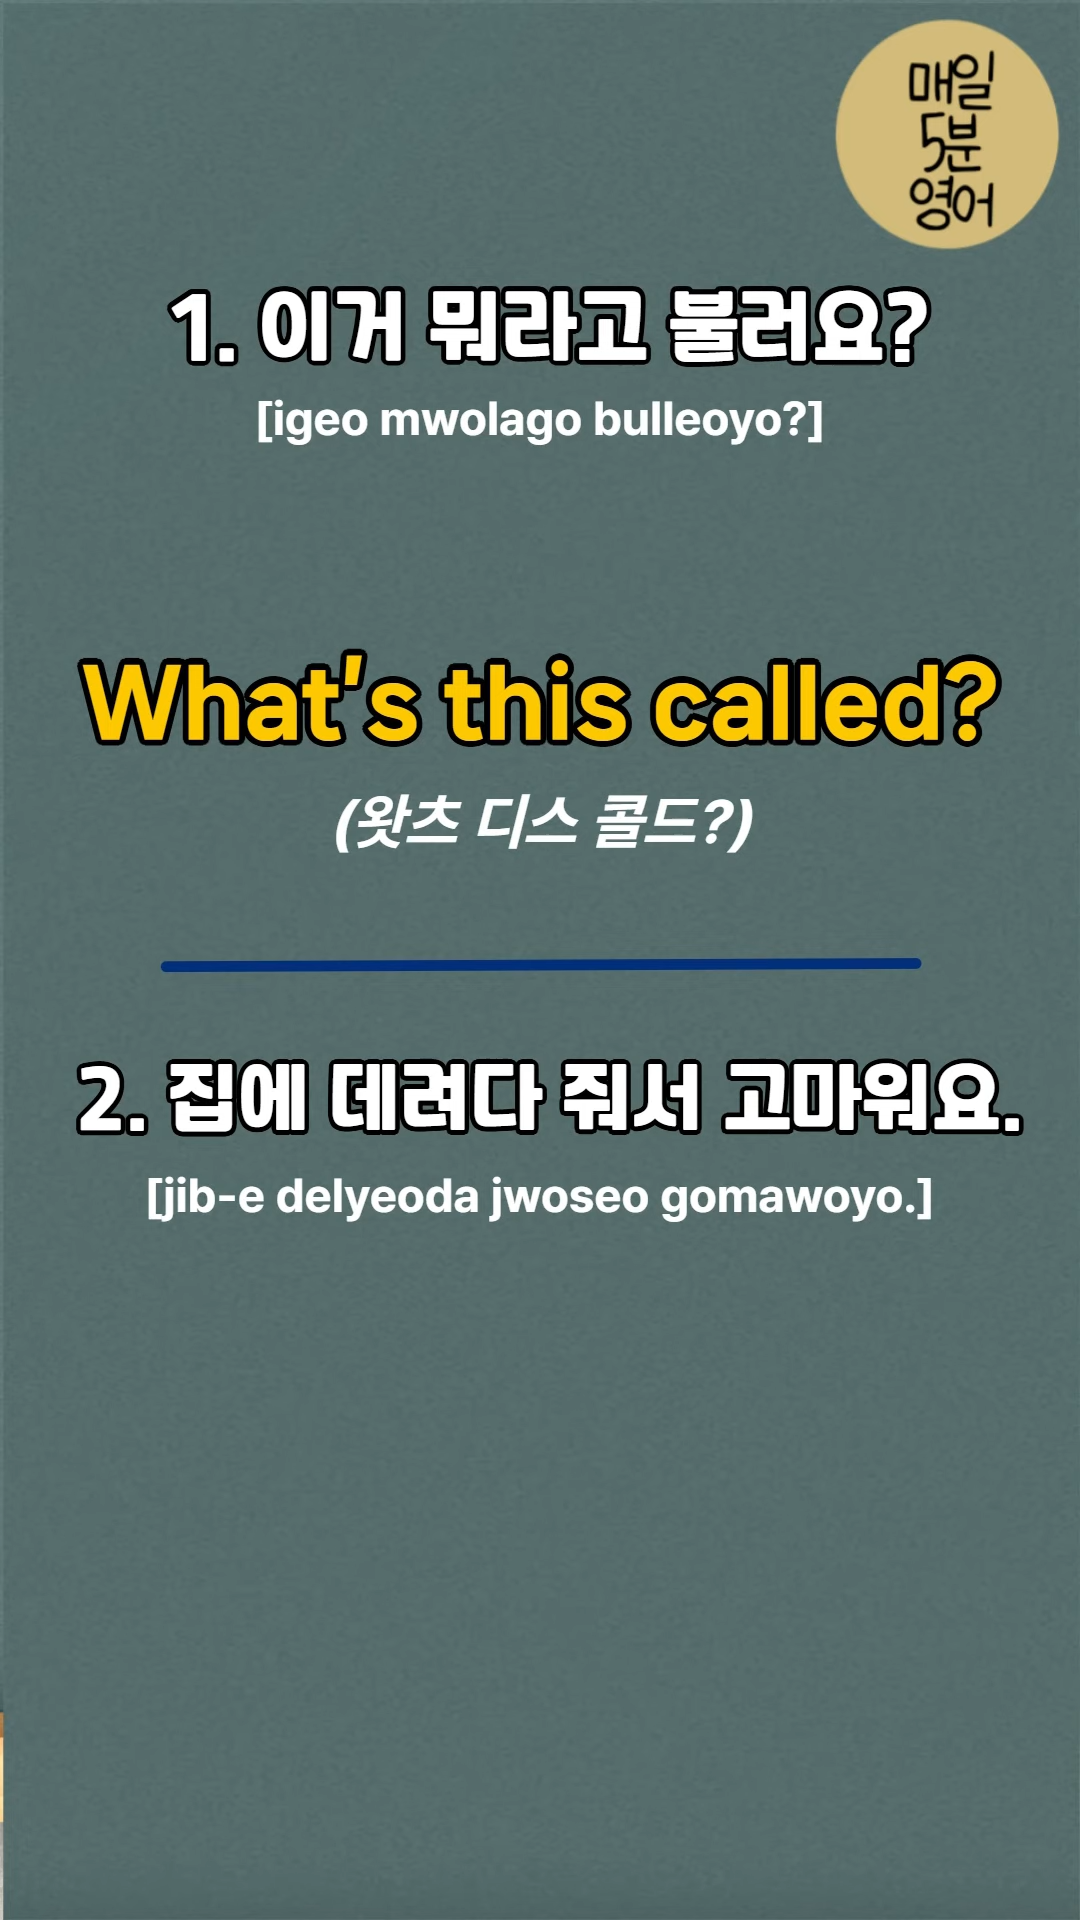 매일
5분
영어
1. 이거 뭐라고 불러요?
[igeo mwolago bulleoyo?]
What's this called?
(왓츠 디스 콜드?)
2. 집에 데려다 줘서 고마워요.
[jib-e delyeoda jwoseo gomawoyo.]